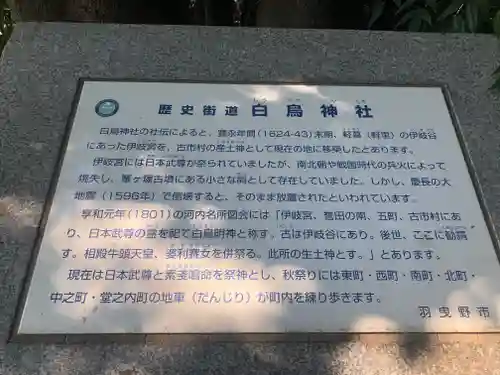 歴史街道 白鳥神社
白鳥神社の社伝によると、寛永年間(1624-43)末期、軽墓(軽里)の伊岐谷
にあった伊岐宮を、古市村の産土神として現在の地に移築したとあります。
伊岐宮には日本武尊が祭られていましたが、南北朝や戦国時代の兵火によって
焼失し、峯ヶ塚古墳にある小さな祠として存在していました。しかし、慶長の大
地震(1596年)で倒壊すると、そのまま放置されたといわれています。
享和元年(1801)の河内名所図会には「伊岐宮、誉田の南、五町、古市村にあ
り、日本武尊の霊を祀て白鳥明神と称す。古は伊岐谷にあり、後世、ここに勧請
す。相殿牛頭天皇、婆利賽女を併祭る。此所の生土神とす。」とあります。
現在は日本武尊と素戔嗚命を祭神とし、秋祭りには東町・西町・南町・北町・
中之町・堂之内町の地車(だんじり)が町内を練り歩きます。
羽曳野市